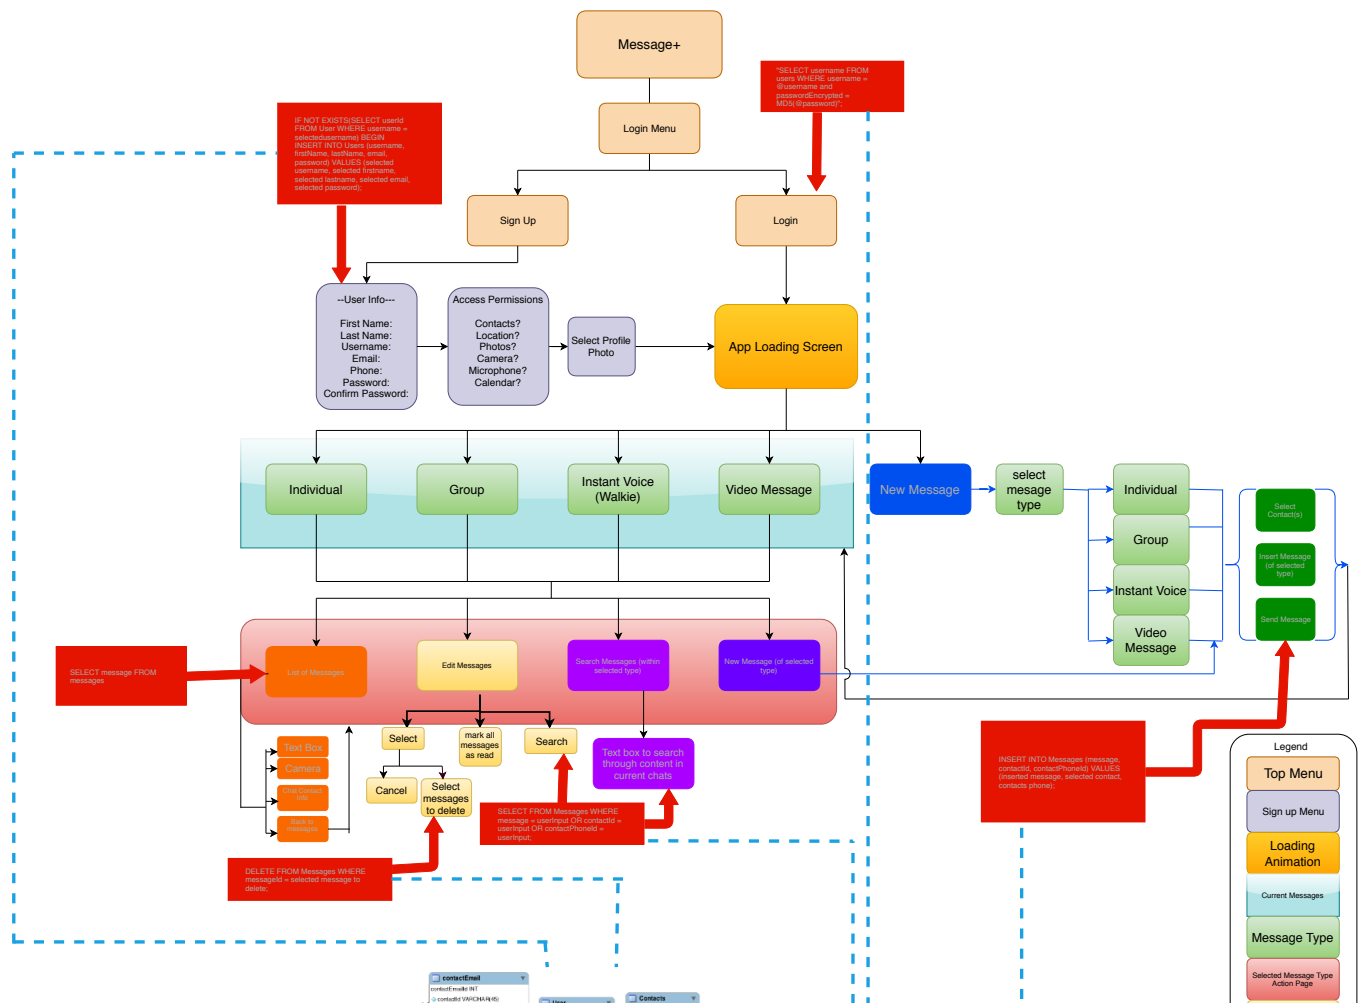 Message+
"SELECT username FROM
users WHERE username =
@username and
passwordEncrypted =
MD5(@password)";
IF NOT EXISTS(SELECT userId
FROM User WHERE username =
selectedusername) BEGIN
INSERT INTO Users (username,
firstName, lastName, email,
password) VALUES (selected
username, selected firstname,
selected lastname, selected email,
selected password);
Login Menu
Sign Up
Login
--User Info---
First Name:
Last Name:
Username:
Email:
Phone:
Password:
Confirm Password:
Access Permissions
Contacts?
Location?
Photos?
Camera?
Microphone?
Calendar?
Select Profile
Photo
App Loading Screen
Individual
Group
Instant Voice
(Walkie)
Video Message
New Message
select
mesage
type
Individual
Group
Instant Voice
Video
Message
Select
Contact(s)
Insert Message
(of selected
type)
Send Message
SELECT message FROM
messages
List of Messages
Edit Messages
Search Messages (within
selected type)
New Message (of selected
type)
Text Box
Camera
Chat Contact
Info
Back to
messages
Select
mark all
messages
as read
Search
Cancel
Select
messages
to delete
Text box to search
through content in
current chats
SELECT FROM Messages WHERE
message = userInput OR contactId =
userInput OR contactPhoneId =
userInput;
DELETE FROM Messages WHERE
messageId = selected message to
delete;
INSERT INTO Messages (message,
contactId, contactPhoneId) VALUES
(inserted message, selected contact,
contacts phone);
Legend
Top Menu
Sign up Menu
Loading
Animation
Current Messages
Message Type
Selected Message Type
Action Page
contactEmail
contactEmailId INT
contactId VARCHAR(45)
User
Contacts